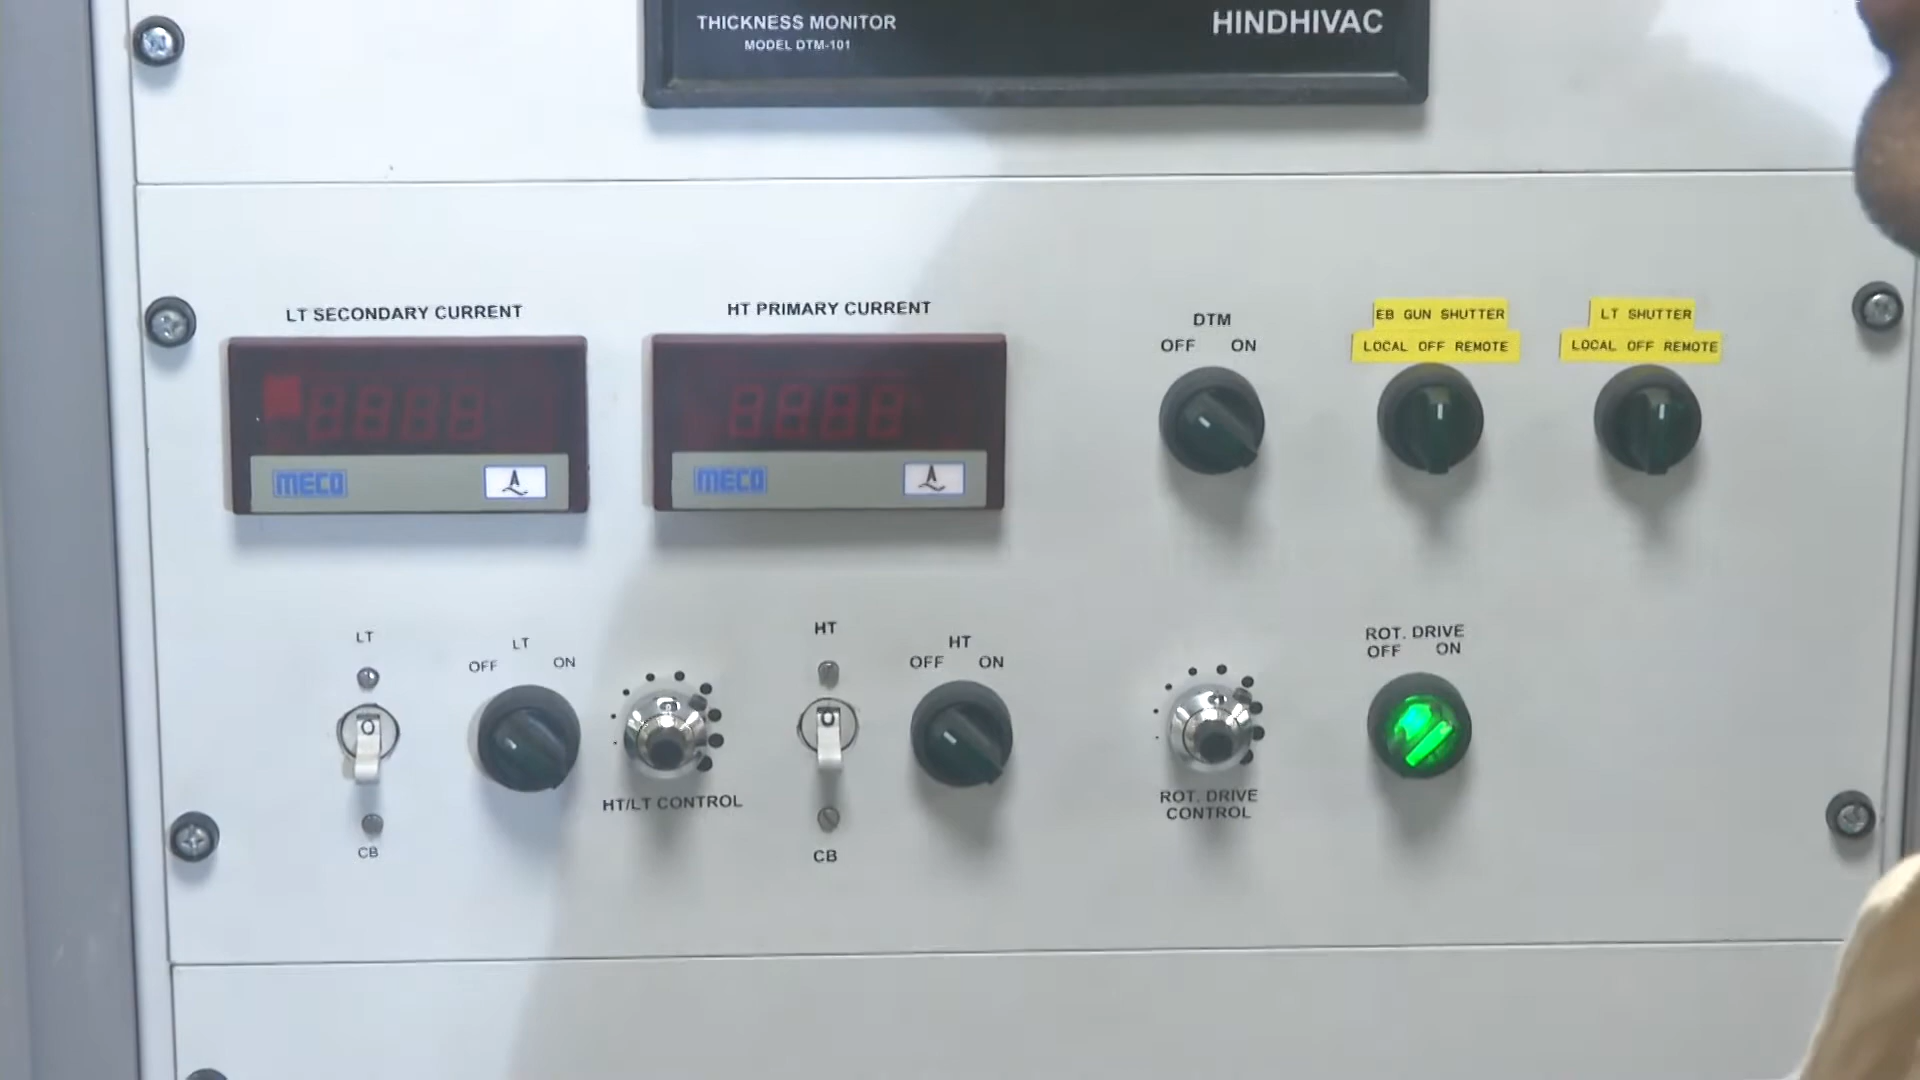 THICKNESS MONITOR
MODEL DTM-101
HINDHIVAC
LT SECONDARY CURRENT
MECO
A
HT PRIMARY CURRENT
MECO
A
DTM
OFF ON
EB GUN SHUTTER
LOCAL OFF REMOTE
LT SHUTTER
LOCAL OFF REMOTE
LT
O
CB
LT
OFF ON
HT/LT CONTROL
HT
O
CB
HT
OFF ON
ROT. DRIVE
CONTROL
ROT. DRIVE
OFF ON